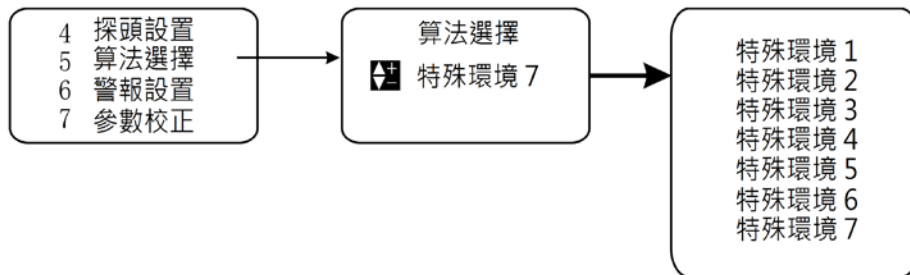 4 探頭設置
5 算法選擇
6 警報設置
7 參數校正
算法選擇
+
− 特殊環境 7
特殊環境 1
特殊環境 2
特殊環境 3
特殊環境 4
特殊環境 5
特殊環境 6
特殊環境 7